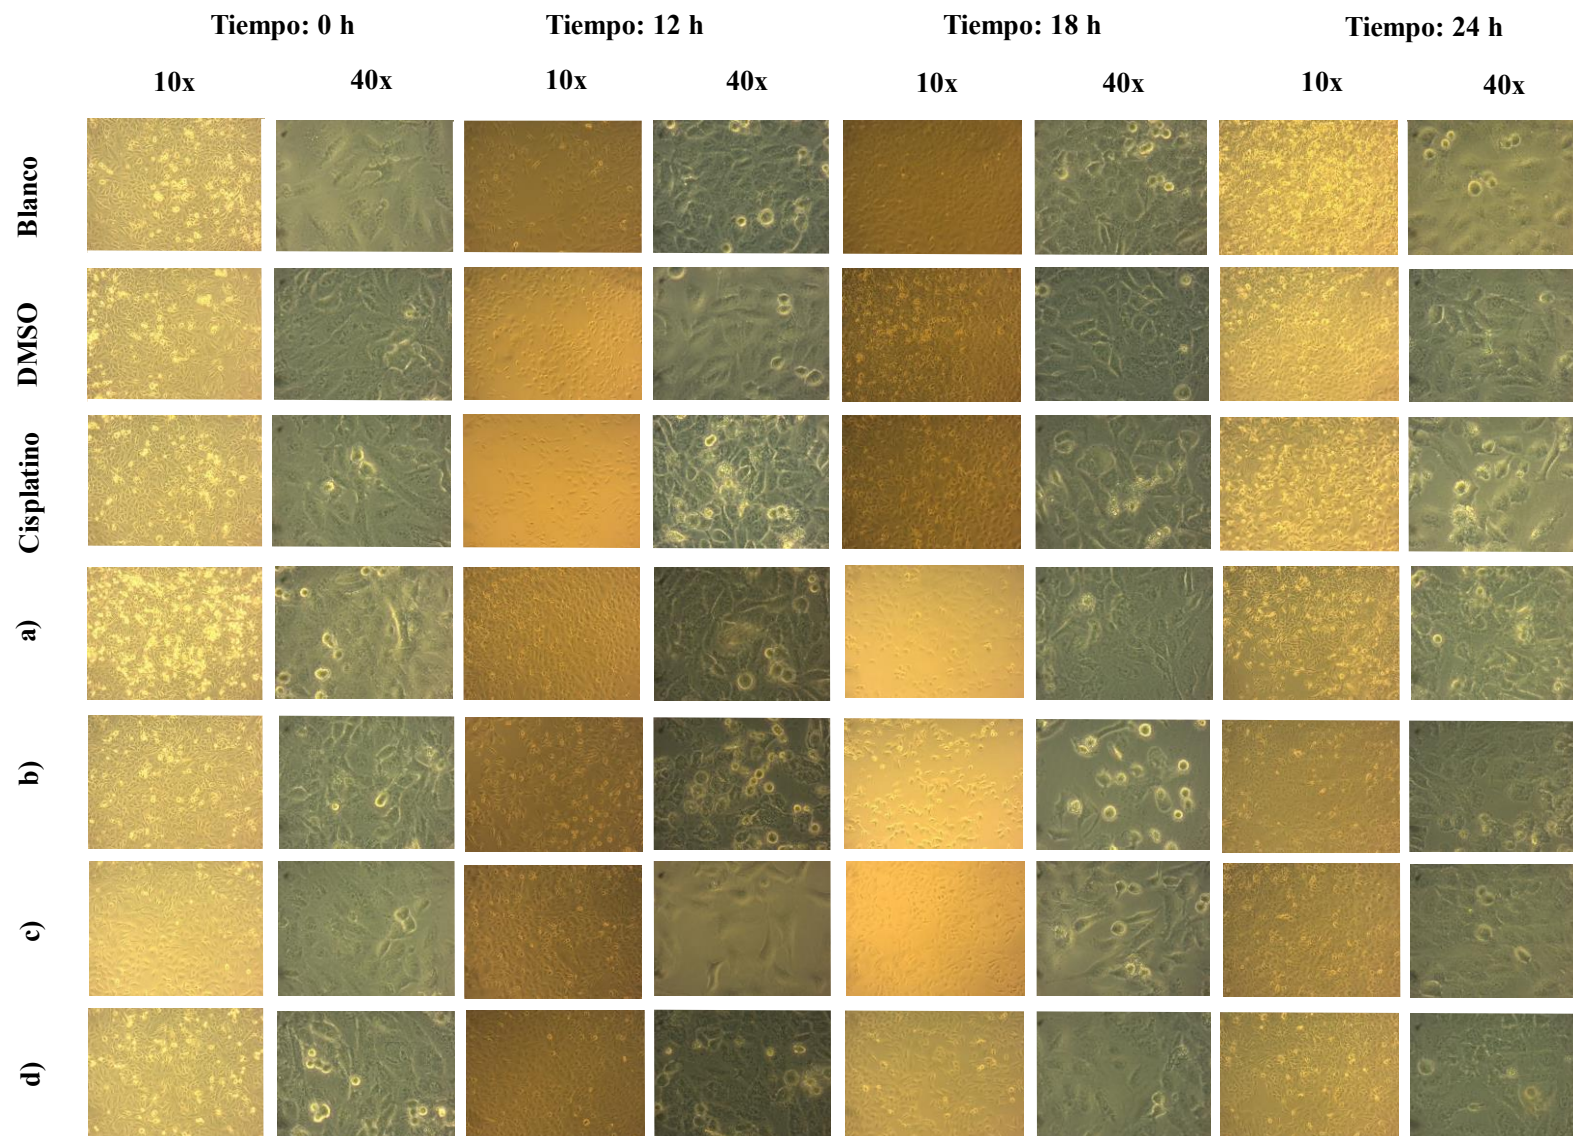 Tiempo: 0 h Tiempo: 12 h Tiempo: 18 h Tiempo: 24 h
10x 40x 10x 40x 10x 40x 10x 40x
Blanco
DMSO
Cisplatino
a)
b)
c)
d)